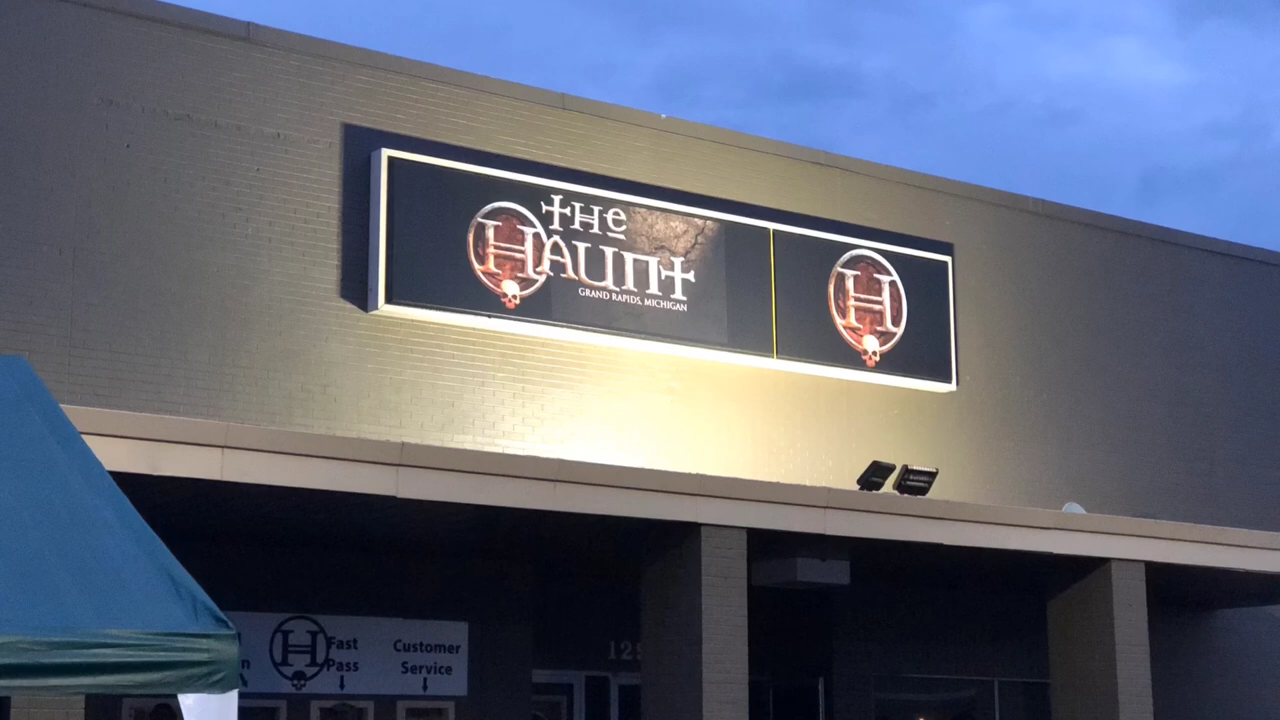 THE
HAUNT
GRAND RAPIDS, MICHIGAN
H
H
Fast
Pass
Customer
Service